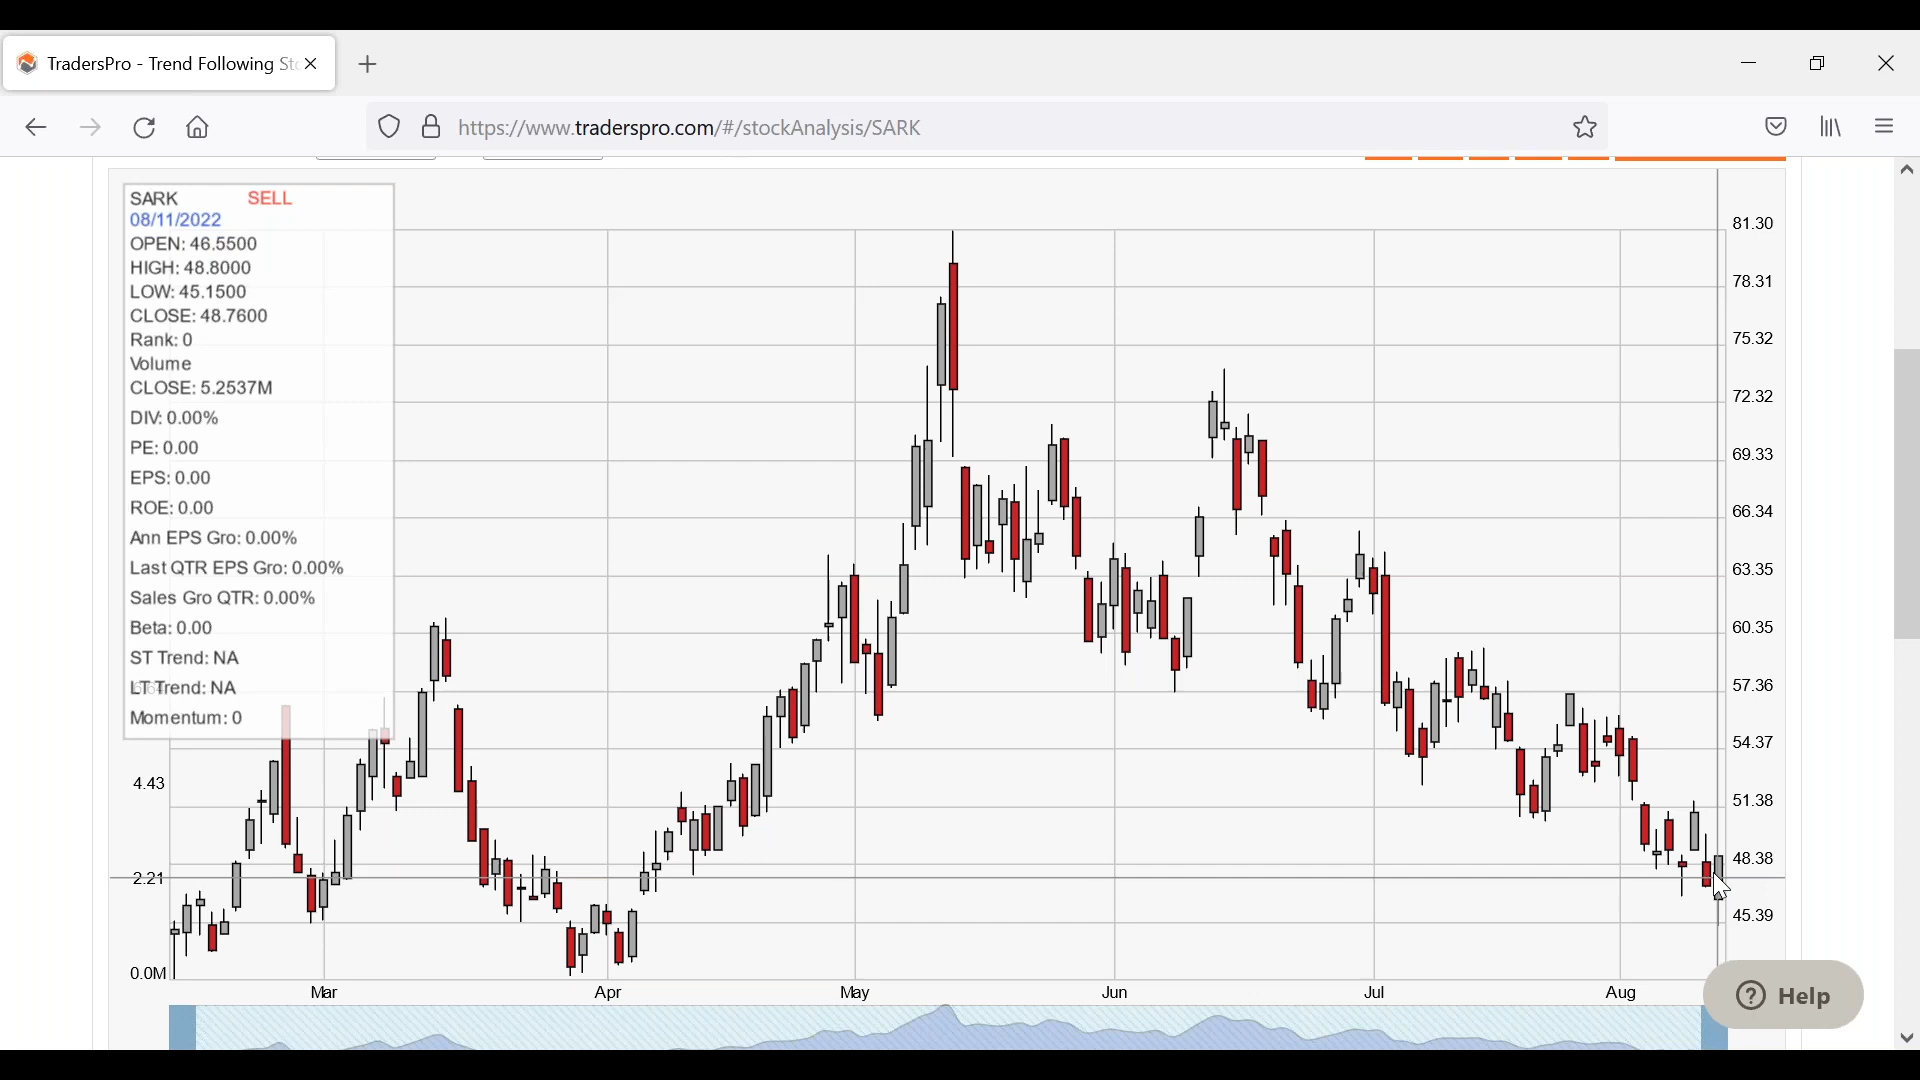 TradersPro - Trend Following Sto
https://www.traderspro.com/#/stockAnalysis/SARK
SARK SELL
08/11/2022
OPEN: 46.5500
HIGH: 48.8000
LOW: 45.1500
CLOSE: 48.7600
Rank: 0
Volume
CLOSE: 5.2537M
DIV: 0.00%
PE: 0.00
EPS: 0.00
ROE: 0.00
Ann EPS Gro: 0.00%
Last QTR EPS Gro: 0.00%
Sales Gro QTR: 0.00%
Beta: 0.00
ST Trend: NA
LT Trend: NA
Momentum: 0
4.43
2.21
0.0M
81.30
78.31
75.32
72.32
69.33
66.34
63.35
60.35
57.36
54.37
51.38
48.38
45.39
Mar Apr May Jun Jul Aug
Help